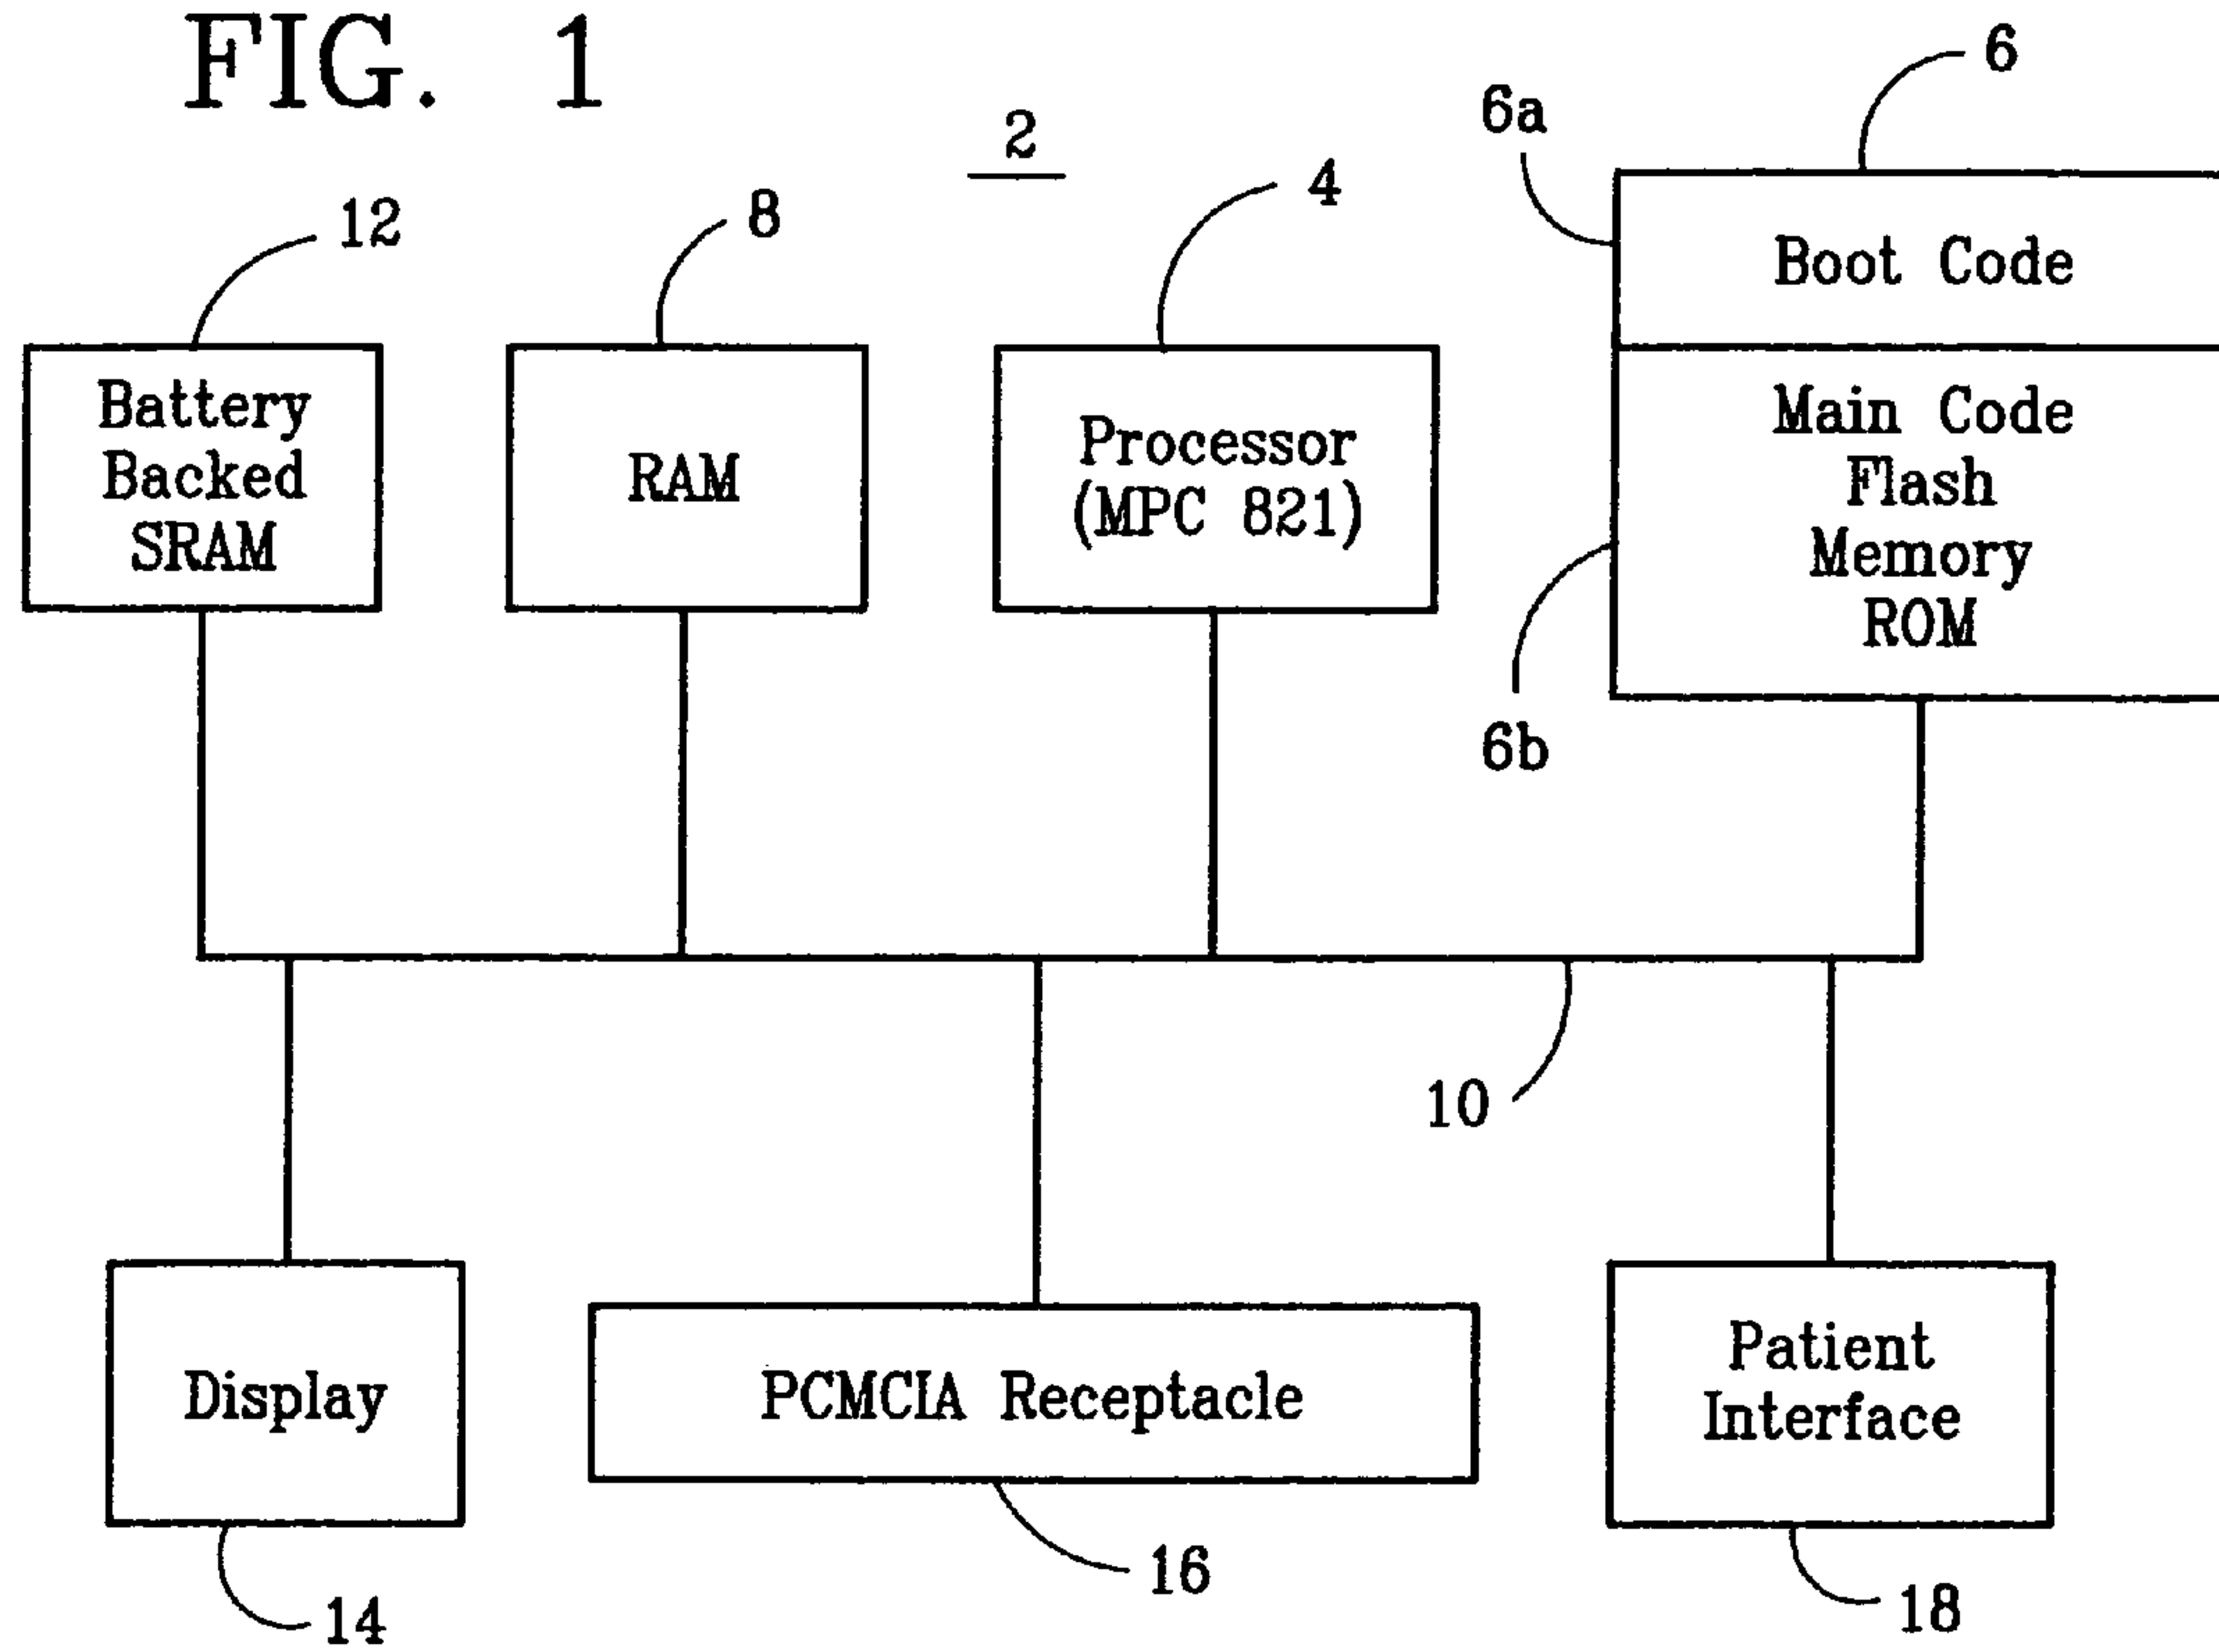 FIG. 1
2
6
6a
4
8
12
Boot Code
Battery
Backed
SRAM
RAM
Processor
(MPC 821)
Main Code
Flash
Memory
ROM
6b
10
Display
PCMCIA Receptacle
Patient
Interface
14
16
18